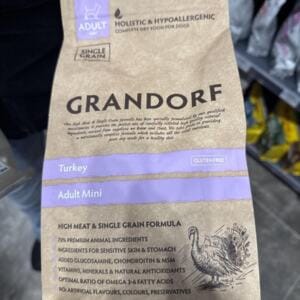 ADULT
HOLISTIC & HYPOALLERGENIC
COMPLETE DRY FOOD FOR DOGS
SINGLE
GRAIN
GRANDORF
Turkey
GLUTEN FREE
Adult Mini
HIGH MEAT & SINGLE GRAIN FORMULA
70% PREMIUM ANIMAL INGREDIENTS
INGREDIENTS FOR SENSITIVE SKIN & STOMACH
ADDED GLUCOSAMINE, CHONDROITIN & MSM
VITAMINS, MINERALS & NATURAL ANTIOXIDANTS
OPTIMAL RATIO OF OMEGA 3-6 FATTY ACIDS
NO ARTIFICIAL FLAVOURS, COLOURS, PRESERVATIVES